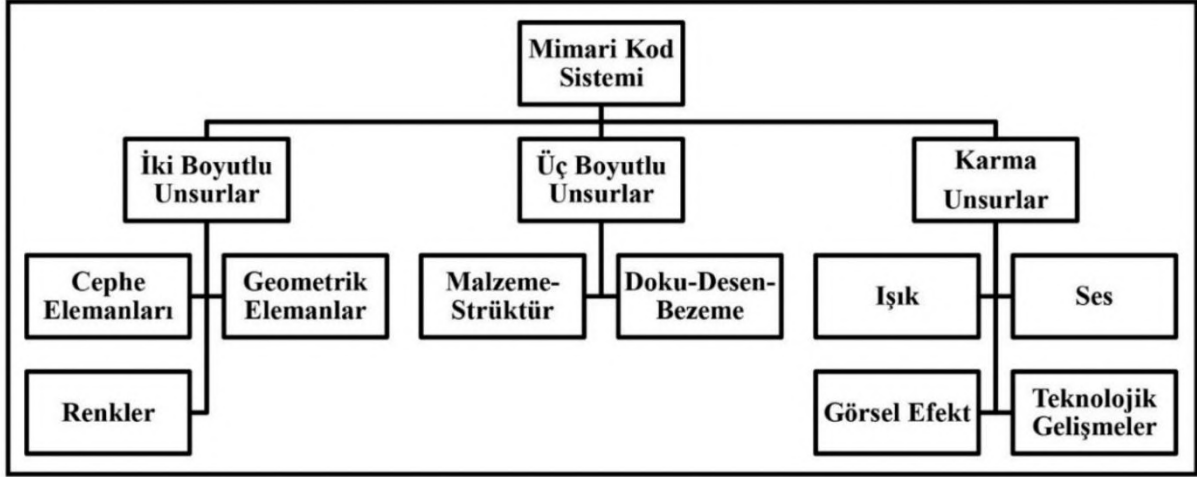 Mimari Kod
Sistemi
İki Boyutlu
Unsurlar
Üç Boyutlu
Unsurlar
Karma
Unsurlar
Cephe
Elemanları
Geometrik
Elemanlar
Malzeme-
Strüktür
Doku-Desen-
Bezeme
Işık
Ses
Renkler
Görsel Efekt
Teknolojik
Gelişmeler